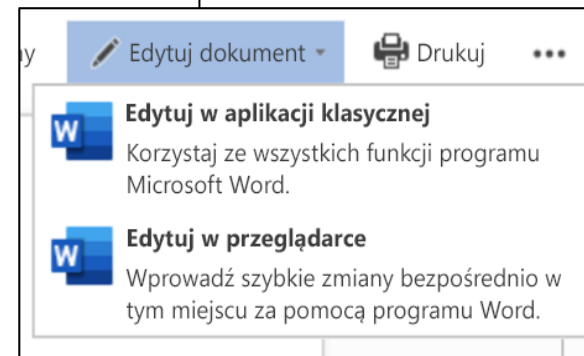 ny Edytuj dokument Drukuj ...
W Edytuj w aplikacji klasycznej
Korzystaj ze wszystkich funkcji programu
Microsoft Word.
W Edytuj w przeglądarce
Wprowadź szybkie zmiany bezpośrednio w
tym miejscu za pomocą programu Word.